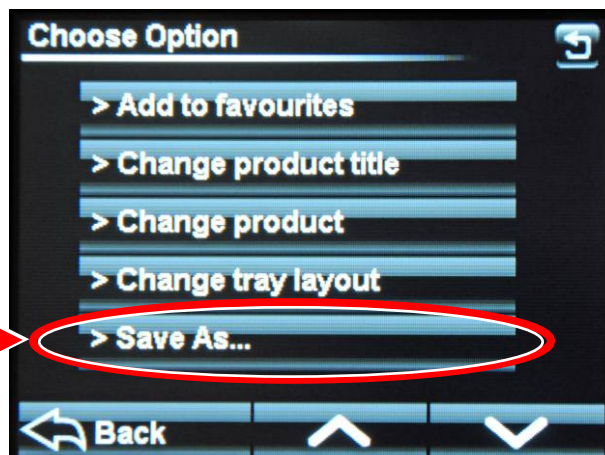 Choose Option
> Add to favourites
> Change product title
> Change product
> Change tray layout
> Save As...
Back